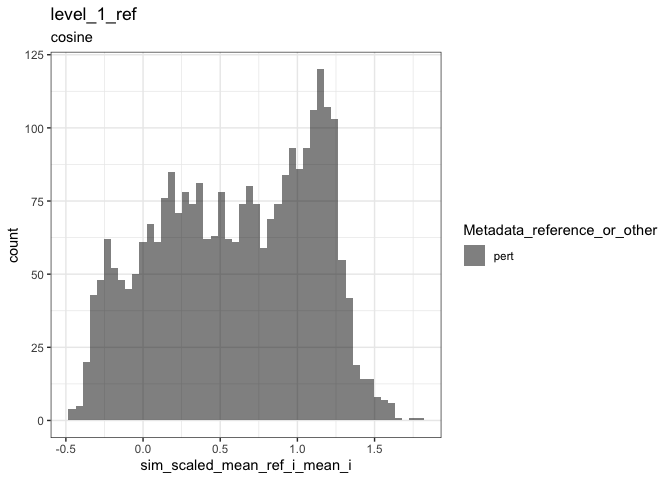 level_1_ref
cosine
125
100
75
50
25
0
count
-0.5 0.0 0.5 1.0 1.5
sim_scaled_mean_ref_i_mean_i
Metadata_reference_or_other
pert